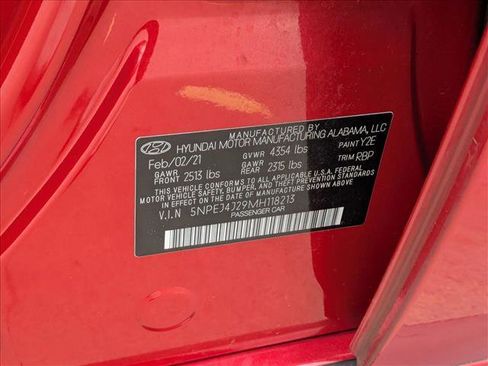 MANUFACTURED BY
HYUNDAI MOTOR MANUFACTURING ALABAMA, LLC
Feb/02/21 GVWR 4354 lbs PAINT Y2E
GAWR FRONT 2513 lbs GAWR REAR 2315 lbs TRIM RBP
THIS VEHICLE CONFORMS TO ALL APPLICABLE FEDERAL
MOTOR VEHICLE SAFETY, BUMPER, AND THEFT PREVENTION
STANDARDS IN EFFECT ON THE DATE OF MANUFACTURE SHOWN ABOVE.
V.I.N 5NPEJ4J29MH118213
PASSENGER CAR